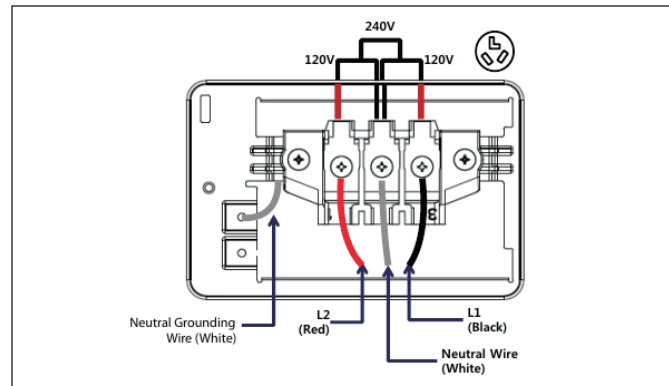 240V
120V
120V
Neutral Grounding
Wire (White)
L2
(Red)
L1
(Black)
Neutral Wire
(White)